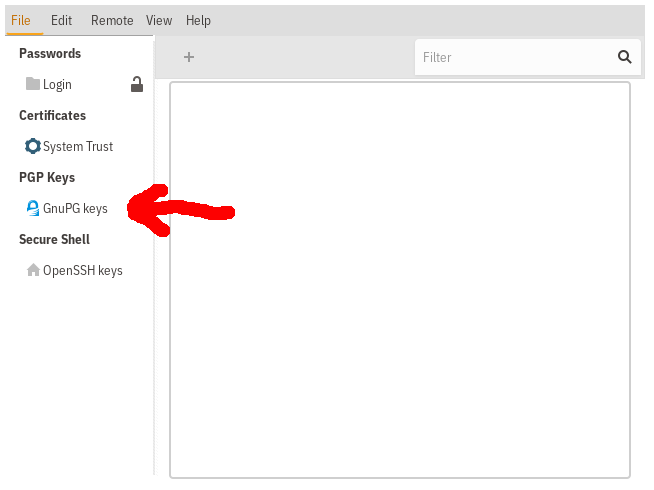 File Edit Remote View Help
Passwords
Filter
Login
Certificates
System Trust
PGP Keys
GnuPG keys
Secure Shell
OpenSSH keys